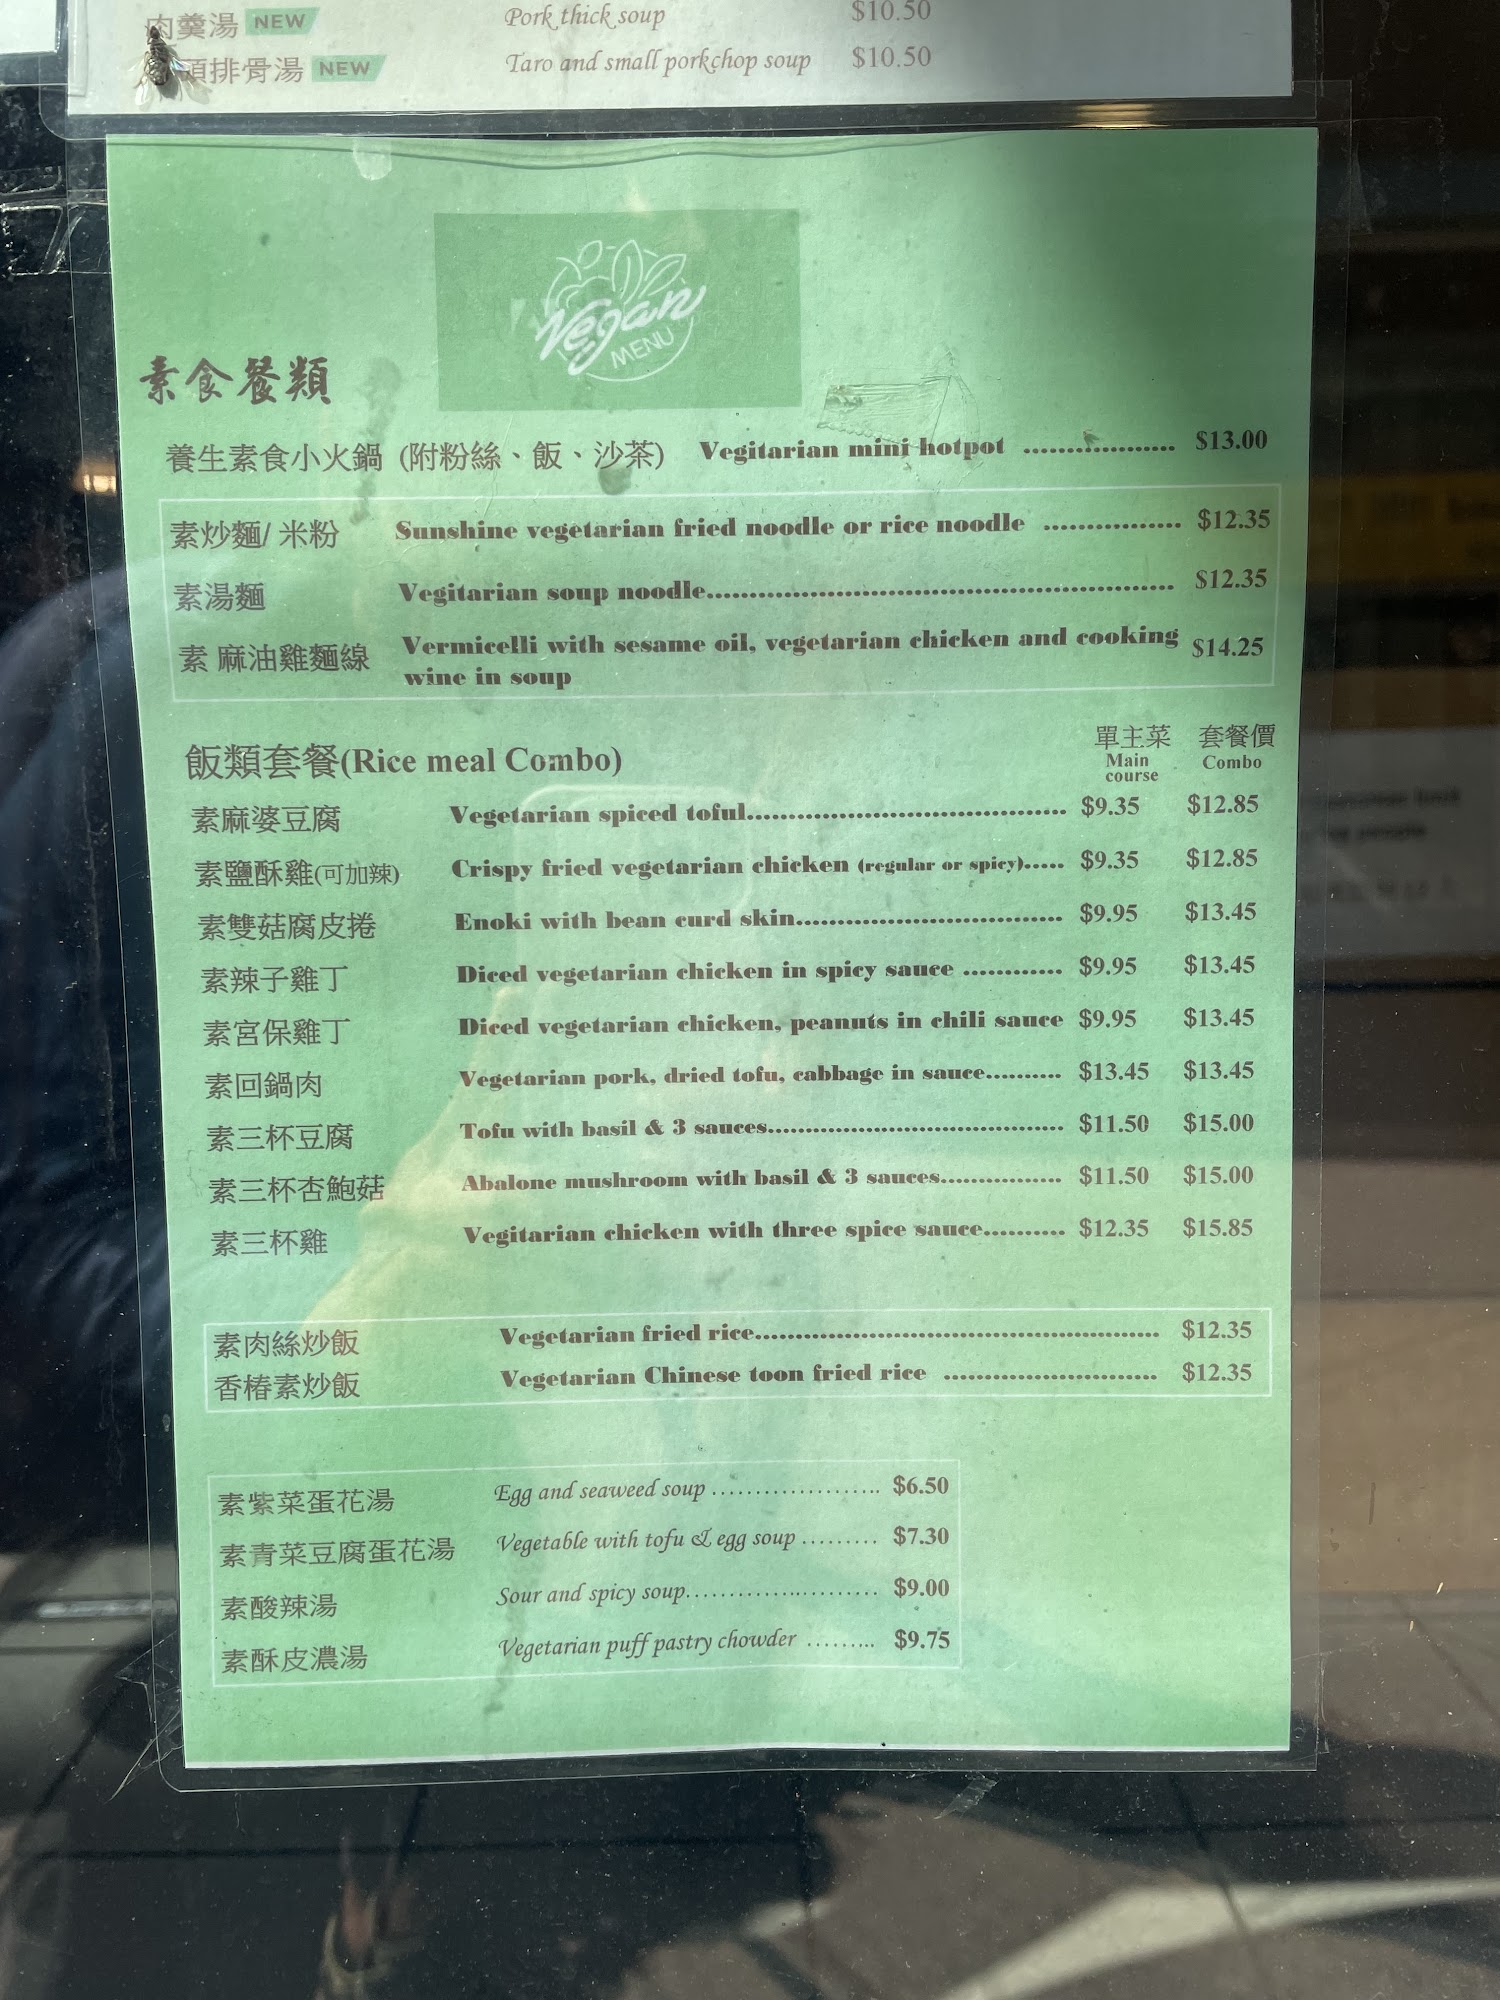 肉羹湯 NEW Pork thick soup $10.50
頭排骨湯 NEW Taro and small porkchop soup $10.50
Vegan
MENU
素食餐類
養生素食小火鍋 (附粉絲、飯、沙茶) Vegitarian mini hotpot ................... $13.00
素炒麵/ 米粉 Sunshine vegetarian fried noodle or rice noodle ................. $12.35
素湯麵 Vegitarian soup noodle.......................................................... $12.35
素 麻油雞麵線 Vermicelli with sesame oil, vegetarian chicken and cooking $14.25
wine in soup
飯類套餐(Rice meal Combo) 單主菜 套餐價
Main Combo
course
素麻婆豆腐 Vegetarian spiced toful....................................... $9.35 $12.85
素鹽酥雞(可加辣) Crispy fried vegetarian chicken (regular or spicy)..... $9.35 $12.85
素雙菇腐皮捲 Enoki with bean curd skin................................. $9.95 $13.45
素辣子雞丁 Diced vegetarian chicken in spicy sauce ............ $9.95 $13.45
素宮保雞丁 Diced vegetarian chicken, peanuts in chili sauce $9.95 $13.45
素回鍋肉 Vegetarian pork, dried tofu, cabbage in sauce.......... $13.45 $13.45
素三杯豆腐 Tofu with basil & 3 sauces.................................... $11.50 $15.00
素三杯杏鮑菇 Abalone mushroom with basil & 3 sauces............... $11.50 $15.00
素三杯雞 Vegitarian chicken with three spice sauce.......... $12.35 $15.85
素肉絲炒飯 Vegetarian fried rice.................................................. $12.35
香椿素炒飯 Vegetarian Chinese toon fried rice .......................... $12.35
素紫菜蛋花湯 Egg and seaweed soup ..................... $6.50
素青菜豆腐蛋花湯 Vegetable with tofu & egg soup ......... $7.30
素酸辣湯 Sour and spicy soup........................ $9.00
素酥皮濃湯 Vegetarian puff pastry chowder ......... $9.75